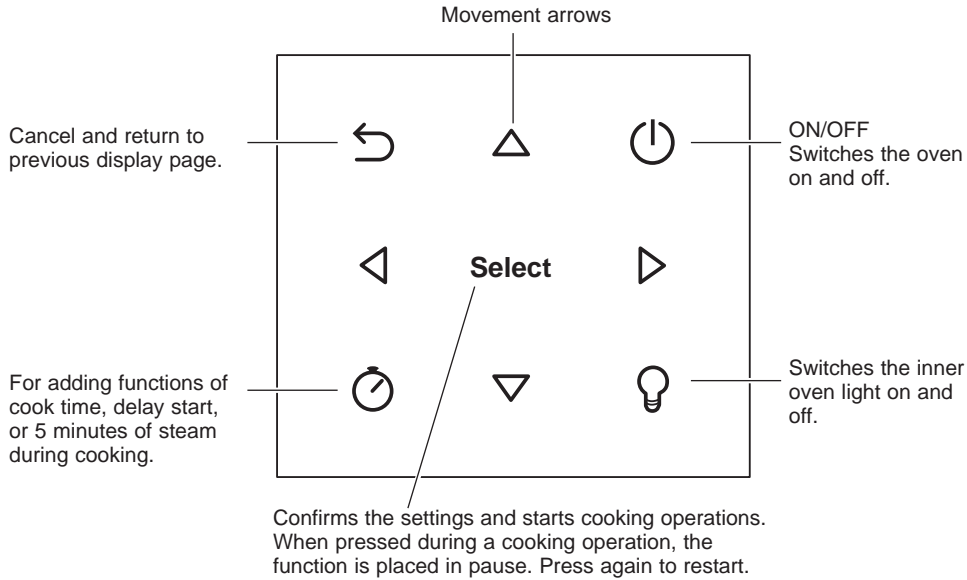 Movement arrows
Cancel and return to
previous display page.
ON/OFF
Switches the oven
on and off.
Select
For adding functions of
cook time, delay start,
or 5 minutes of steam
during cooking.
Switches the inner
oven light on and
off.
Confirms the settings and starts cooking operations.
When pressed during a cooking operation, the
function is placed in pause. Press again to restart.